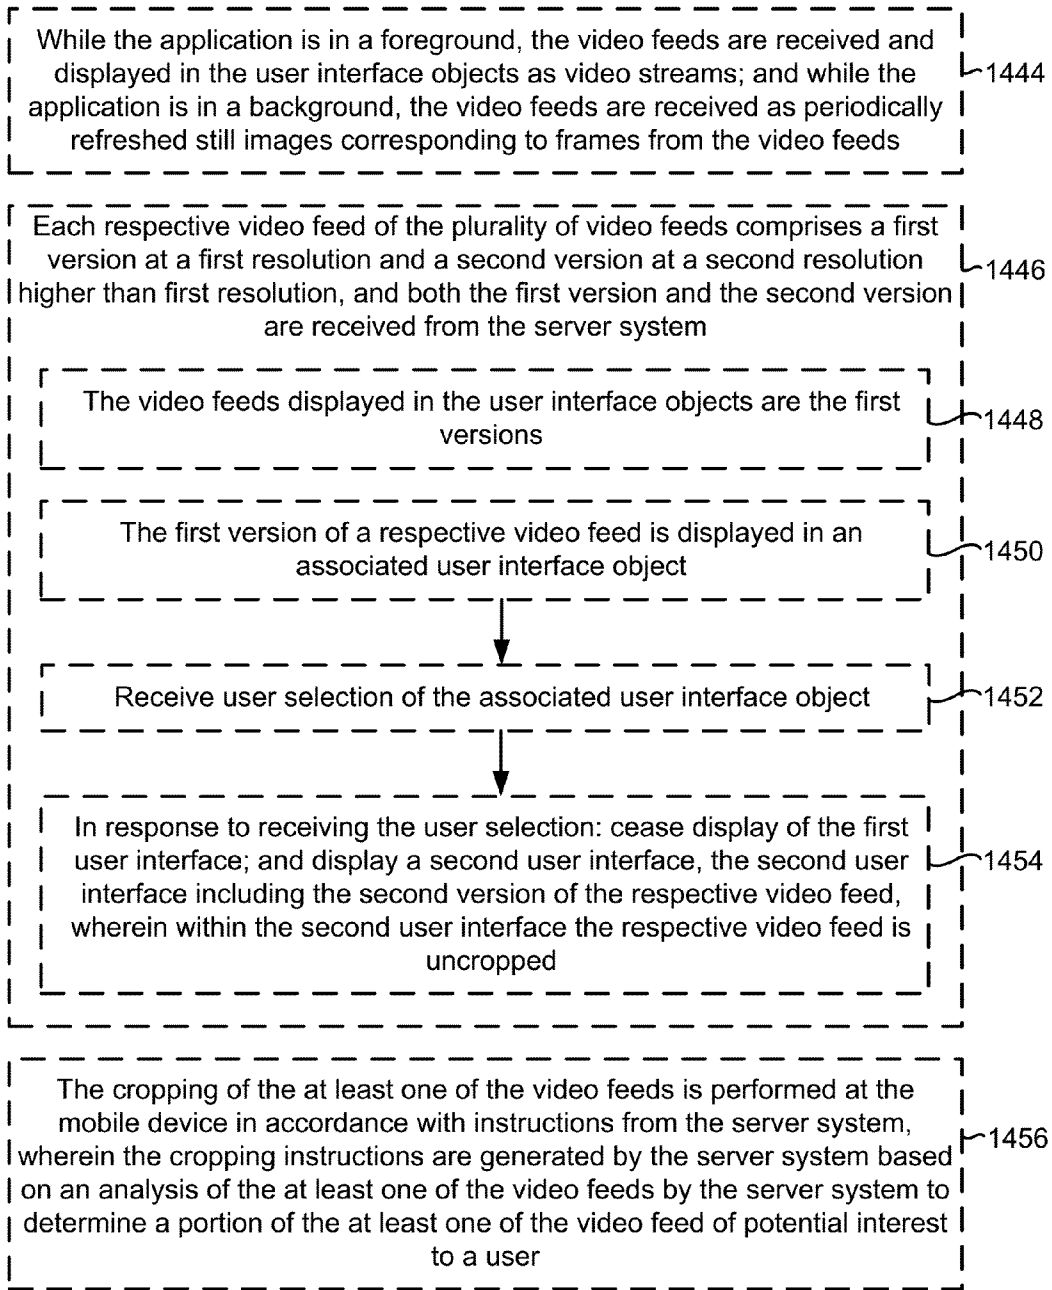 While the application is in a foreground, the video feeds are received and
displayed in the user interface objects as video streams; and while the
application is in a background, the video feeds are received as periodically
refreshed still images corresponding to frames from the video feeds
1444
Each respective video feed of the plurality of video feeds comprises a first
version at a first resolution and a second version at a second resolution
higher than first resolution, and both the first version and the second version
are received from the server system
1446
The video feeds displayed in the user interface objects are the first
versions
1448
The first version of a respective video feed is displayed in an
associated user interface object
1450
Receive user selection of the associated user interface object
1452
In response to receiving the user selection: cease display of the first
user interface; and display a second user interface, the second user
interface including the second version of the respective video feed,
wherein within the second user interface the respective video feed is
uncropped
1454
The cropping of the at least one of the video feeds is performed at the
mobile device in accordance with instructions from the server system,
wherein the cropping instructions are generated by the server system based
on an analysis of the at least one of the video feeds by the server system to
determine a portion of the at least one of the video feed of potential interest
to a user
1456